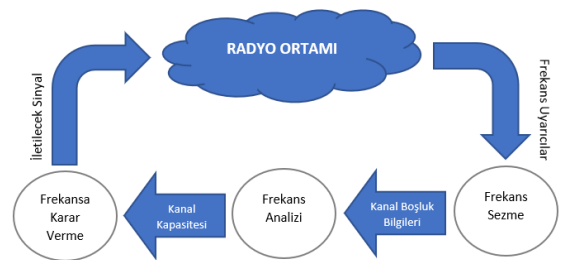 RADYO ORTAMI
Frekans Uyarıcılar
Frekans
Sezme
Kanal Boşluk
Bilgileri
Frekans
Analizi
Kanal
Kapasitesi
Frekansa
Karar
Verme
İletilecek Sinyal